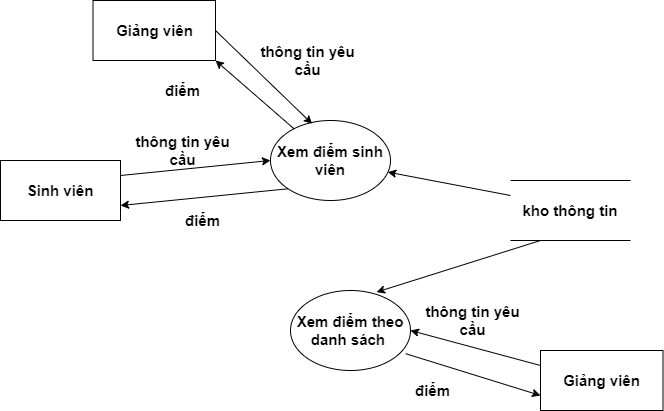 Giảng viên
thông tin yêu
cầu
điểm
thông tin yêu
cầu
Xem điểm sinh
viên
Sinh viên
điểm
kho thông tin
Xem điểm theo
danh sách
thông tin yêu
cầu
Giảng viên
điểm